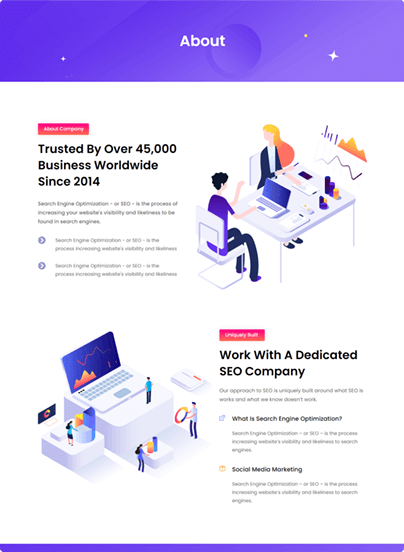 About
About Company
Trusted By Over 45,000
Business Worldwide
Since 2014
Search Engine Optimization - or SEO - is the process of
increasing your website's visibility and likeliness to be
found in search engines.
Search Engine Optimization - or SEO - is the
process increasing website's visibility and likeliness
Search Engine Optimization - or SEO - is the
process increasing website's visibility and likeliness
Uniquely Built
Work With A Dedicated
SEO Company
Our approach to SEO is uniquely built around what SEO is
works and what we know doesn't work.
What Is Search Engine Optimization?
Search Engine Optimization - or SEO - is the process
increasing website's visibility and likeliness to search
engines.
Social Media Marketing
Search Engine Optimization - or SEO - is the process
increasing website's visibility and likeliness to search
engines.